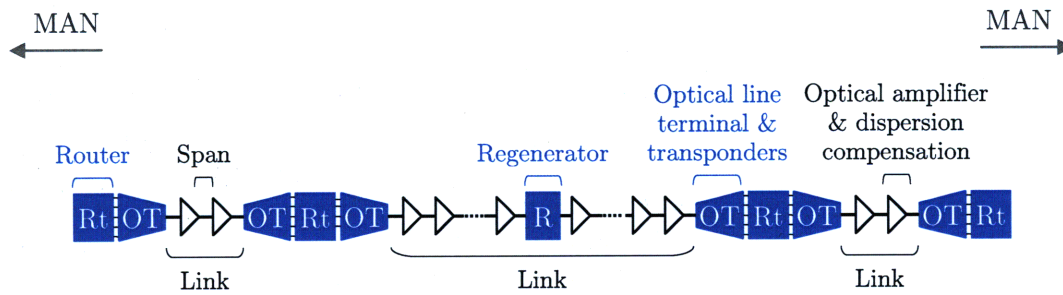 MAN
MAN
Optical line
terminal &
transponders
Optical amplifier
& dispersion
compensation
Router
Span
Regenerator
Rt OT OT Rt OT R OT Rt OT OT Rt
Link
Link
Link